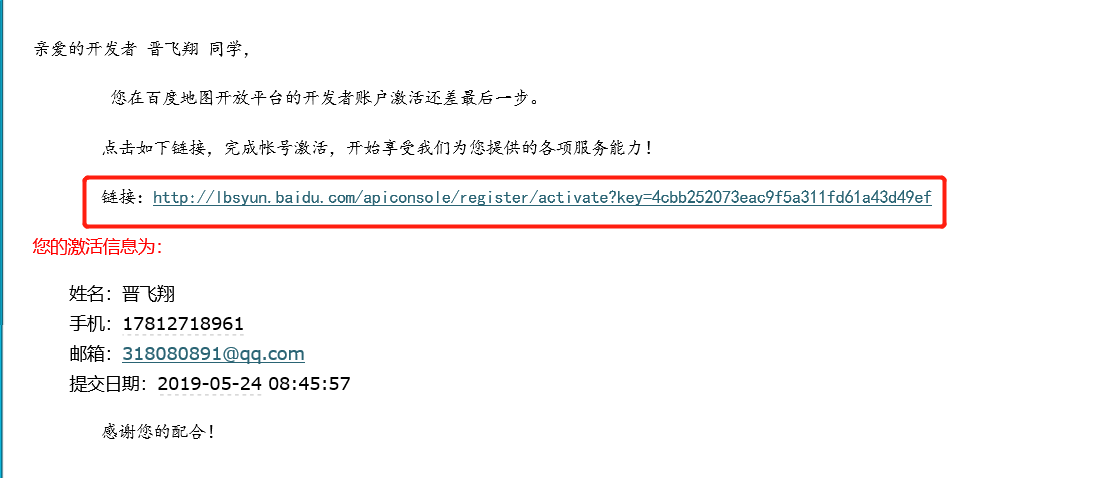 亲爱的开发者 晋飞翔 同学，
您在百度地图开放平台的开发者账户激活还差最后一步。
点击如下链接，完成帐号激活，开始享受我们为您提供的各项服务能力！
链接：http://lbsyun.baidu.com/apiconsole/register/activate?key=4cbb252073eac9f5a311fd61a43d49ef
您的激活信息为：
姓名：晋飞翔
手机：17812718961
邮箱：318080891@qq.com
提交日期：2019-05-24 08:45:57
感谢您的配合！